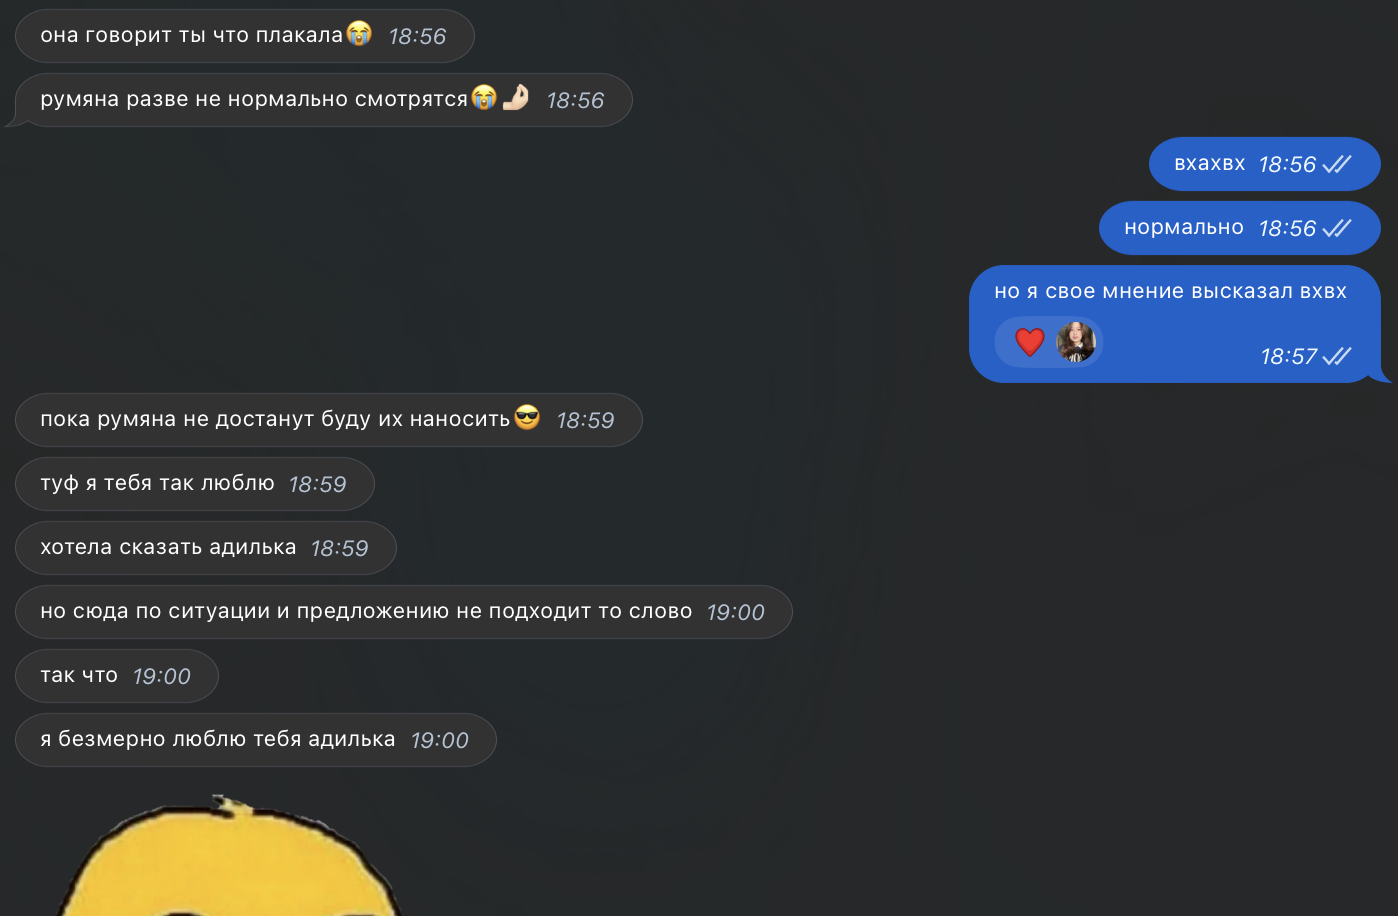 она говорит ты что плакала😭 18:56
румяна разве не нормально смотрятся😭🤌🏻 18:56
вхахвх 18:56
нормально 18:56
но я свое мнение высказал вхвх
❤️ 18:57
пока румяна не достанут буду их наносить😎 18:59
туф я тебя так люблю 18:59
хотела сказать адилька 18:59
но сюда по ситуации и предложению не подходит то слово 19:00
так что 19:00
я безмерно люблю тебя адилька 19:00